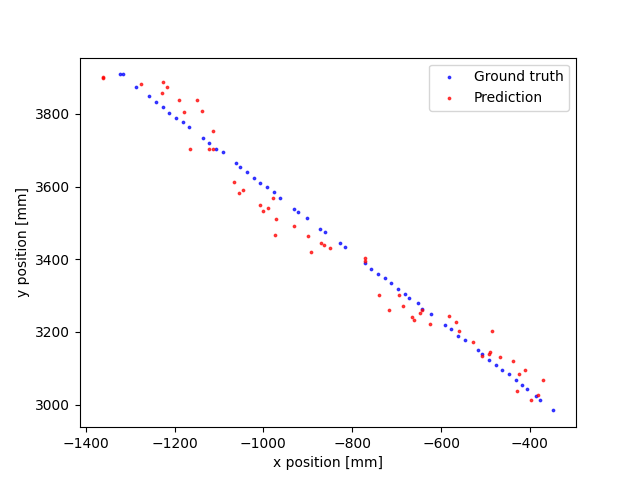 Ground truth
Prediction
3800
3600
3400
3200
3000
y position [mm]
−1400 −1200 −1000 −800 −600 −400
x position [mm]